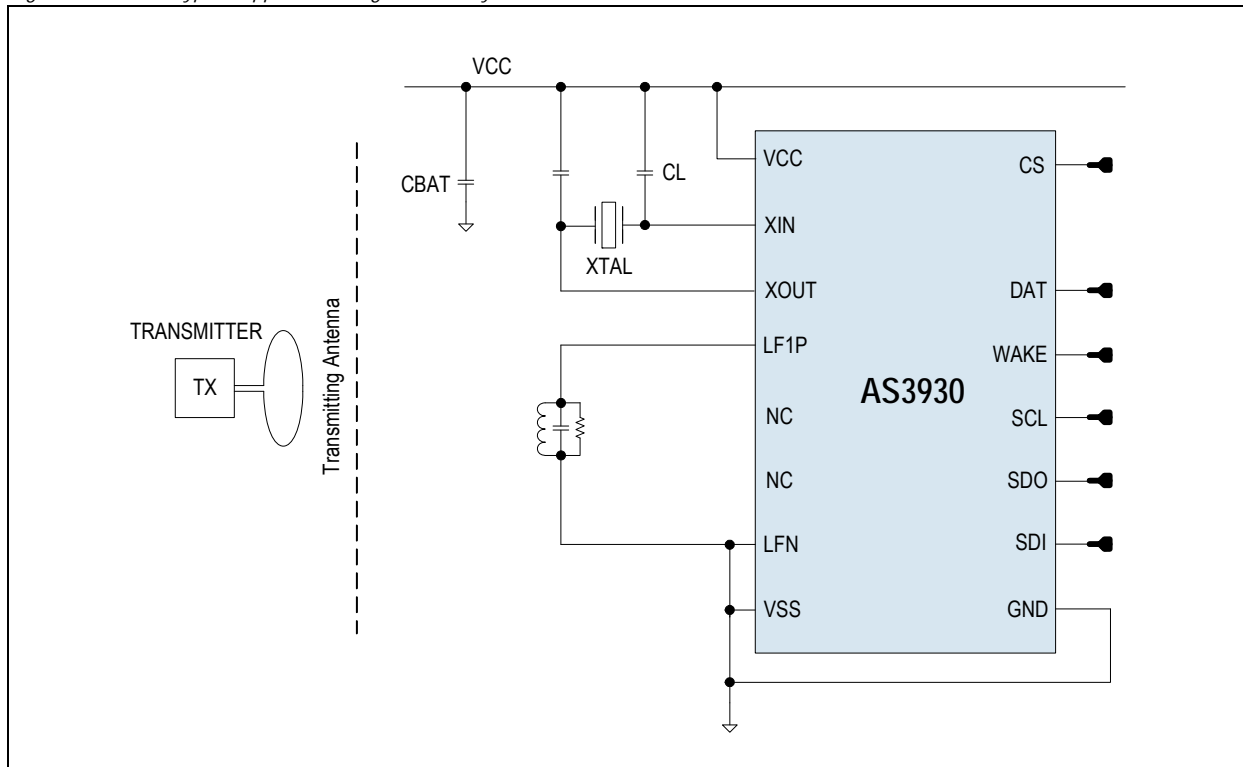 VCC
CBAT
CL
XTAL
TRANSMITTER
TX
Transmitting Antenna
AS3930
VCC
XIN
XOUT
LF1P
NC
NC
LFN
VSS
CS
DAT
WAKE
SCL
SDO
SDI
GND